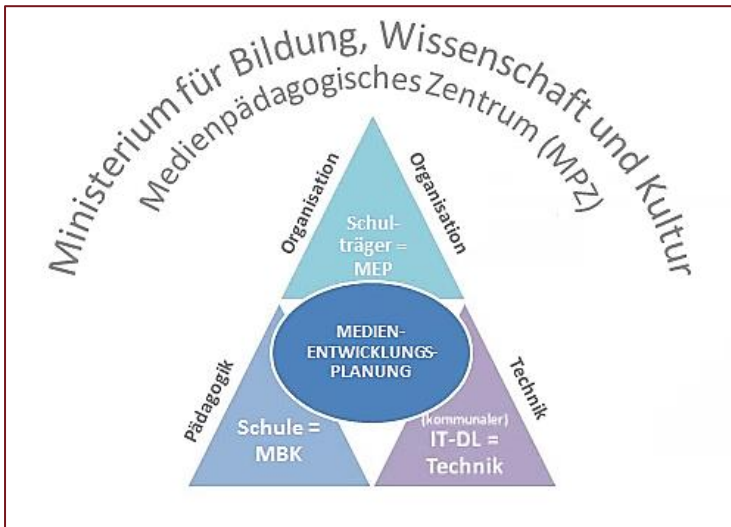 Ministerium für Bildung, Wissenschaft und Kultur
Medienpädagogisches Zentrum (MPZ)
Organisation
Organisation
Schul-
träger =
MEP
MEDIEN-
ENTWICKLUNGS-
PLANUNG
Pädagogik
Technik
Schule =
MBK
(kommunaler)
IT-DL =
Technik